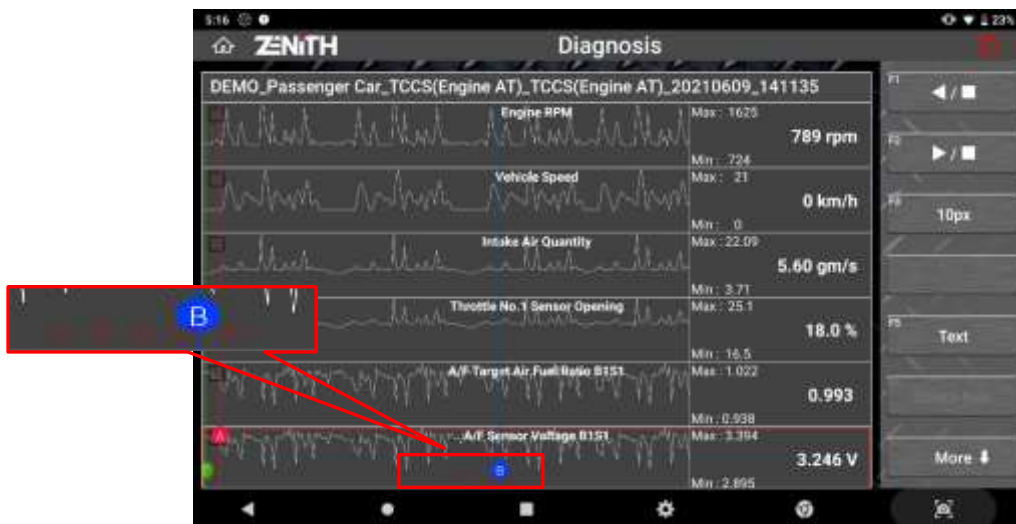 5:16
23%
ZENITH
Diagnosis
DEMO_Passenger Car_TCCS(Engine AT)_TCCS(Engine AT)_20210609_141135
Engine RPM
Max: 1625
789 rpm
Min: 724
Vehicle Speed
Max: 21
0 km/h
Min: 0
Intake Air Quantity
Max: 22.09
5.60 gm/s
Min: 3.71
Throttle No.1 Sensor Opening
Max: 25.1
18.0 %
Min: 16.5
A/F Target Air Fuel Ratio B1S1
Max: 1.022
0.993
Min: 0.938
A
A/F Sensor Voltage B1S1
Max: 3.394
3.246 V
Min: 2.895
B
B
F1
F2
F3
10px
F5
Text
More